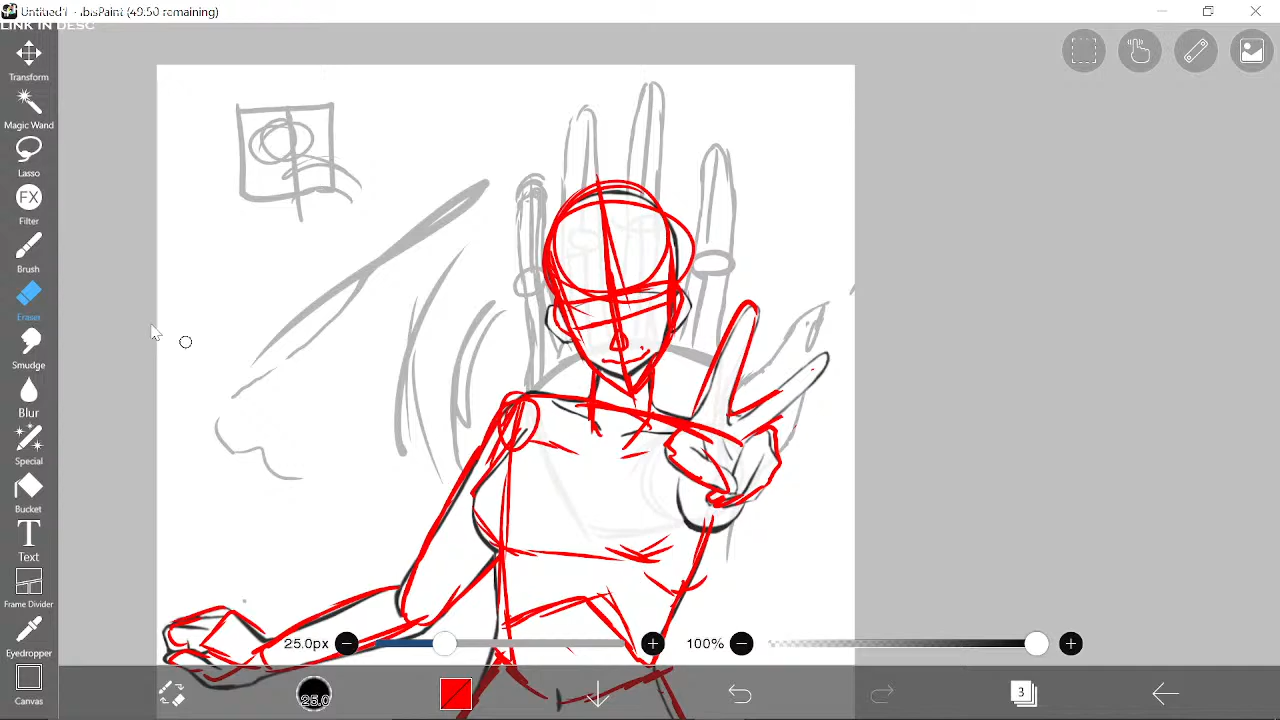 Untitled1 - ibisPaint (49:50 remaining)
LINK IN DESC
Transform
Magic Wand
Lasso
FX
Filter
Brush
Eraser
Smudge
Blur
Special
Bucket
T
Text
Frame Divider
Eyedropper
Canvas
25.0px
100%
25.0
3